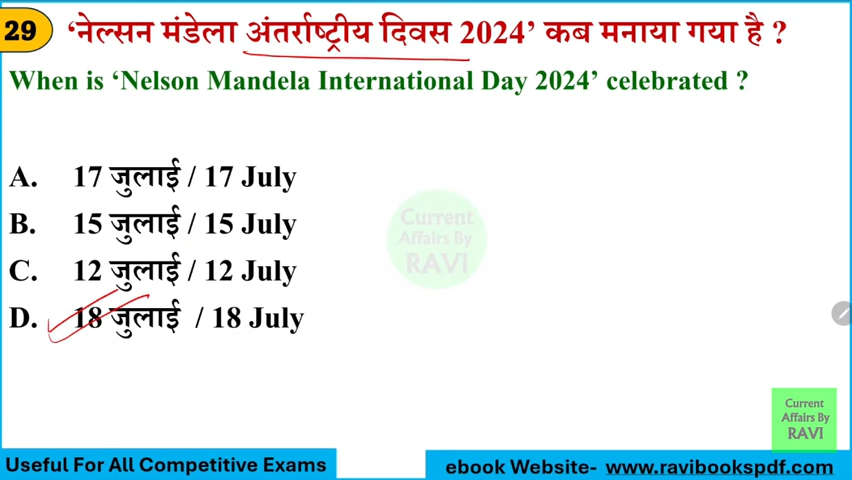 29
‘नेल्सन मंडेला अंतर्राष्ट्रीय दिवस 2024’ कब मनाया गया है ?
When is ‘Nelson Mandela International Day 2024’ celebrated ?
A. 17 जुलाई / 17 July
B. 15 जुलाई / 15 July
C. 12 जुलाई / 12 July
D. 18 जुलाई / 18 July
Current
Affairs By
RAVI
Current
Affairs By
RAVI
Useful For All Competitive Exams
ebook Website- www.ravibookspdf.com